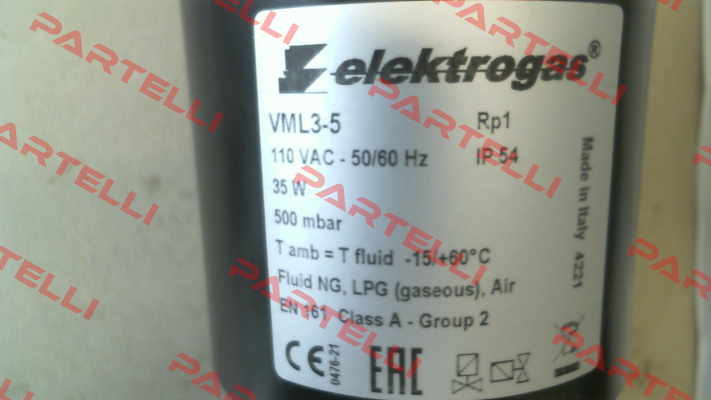 elektrogas®
VML3-5 Rp1
110 VAC - 50/60 Hz IP 54
35 W
500 mbar
T amb = T fluid -15/+60°C
Fluid NG, LPG (gaseous), Air
EN 161 Class A - Group 2
CE 0476-21 EAC
Made in Italy 4221
PARTELLI
PARTELLI
PARTELLI
PARTELLI
PARTELLI
PARTELLI
PARTELLI
PARTELLI